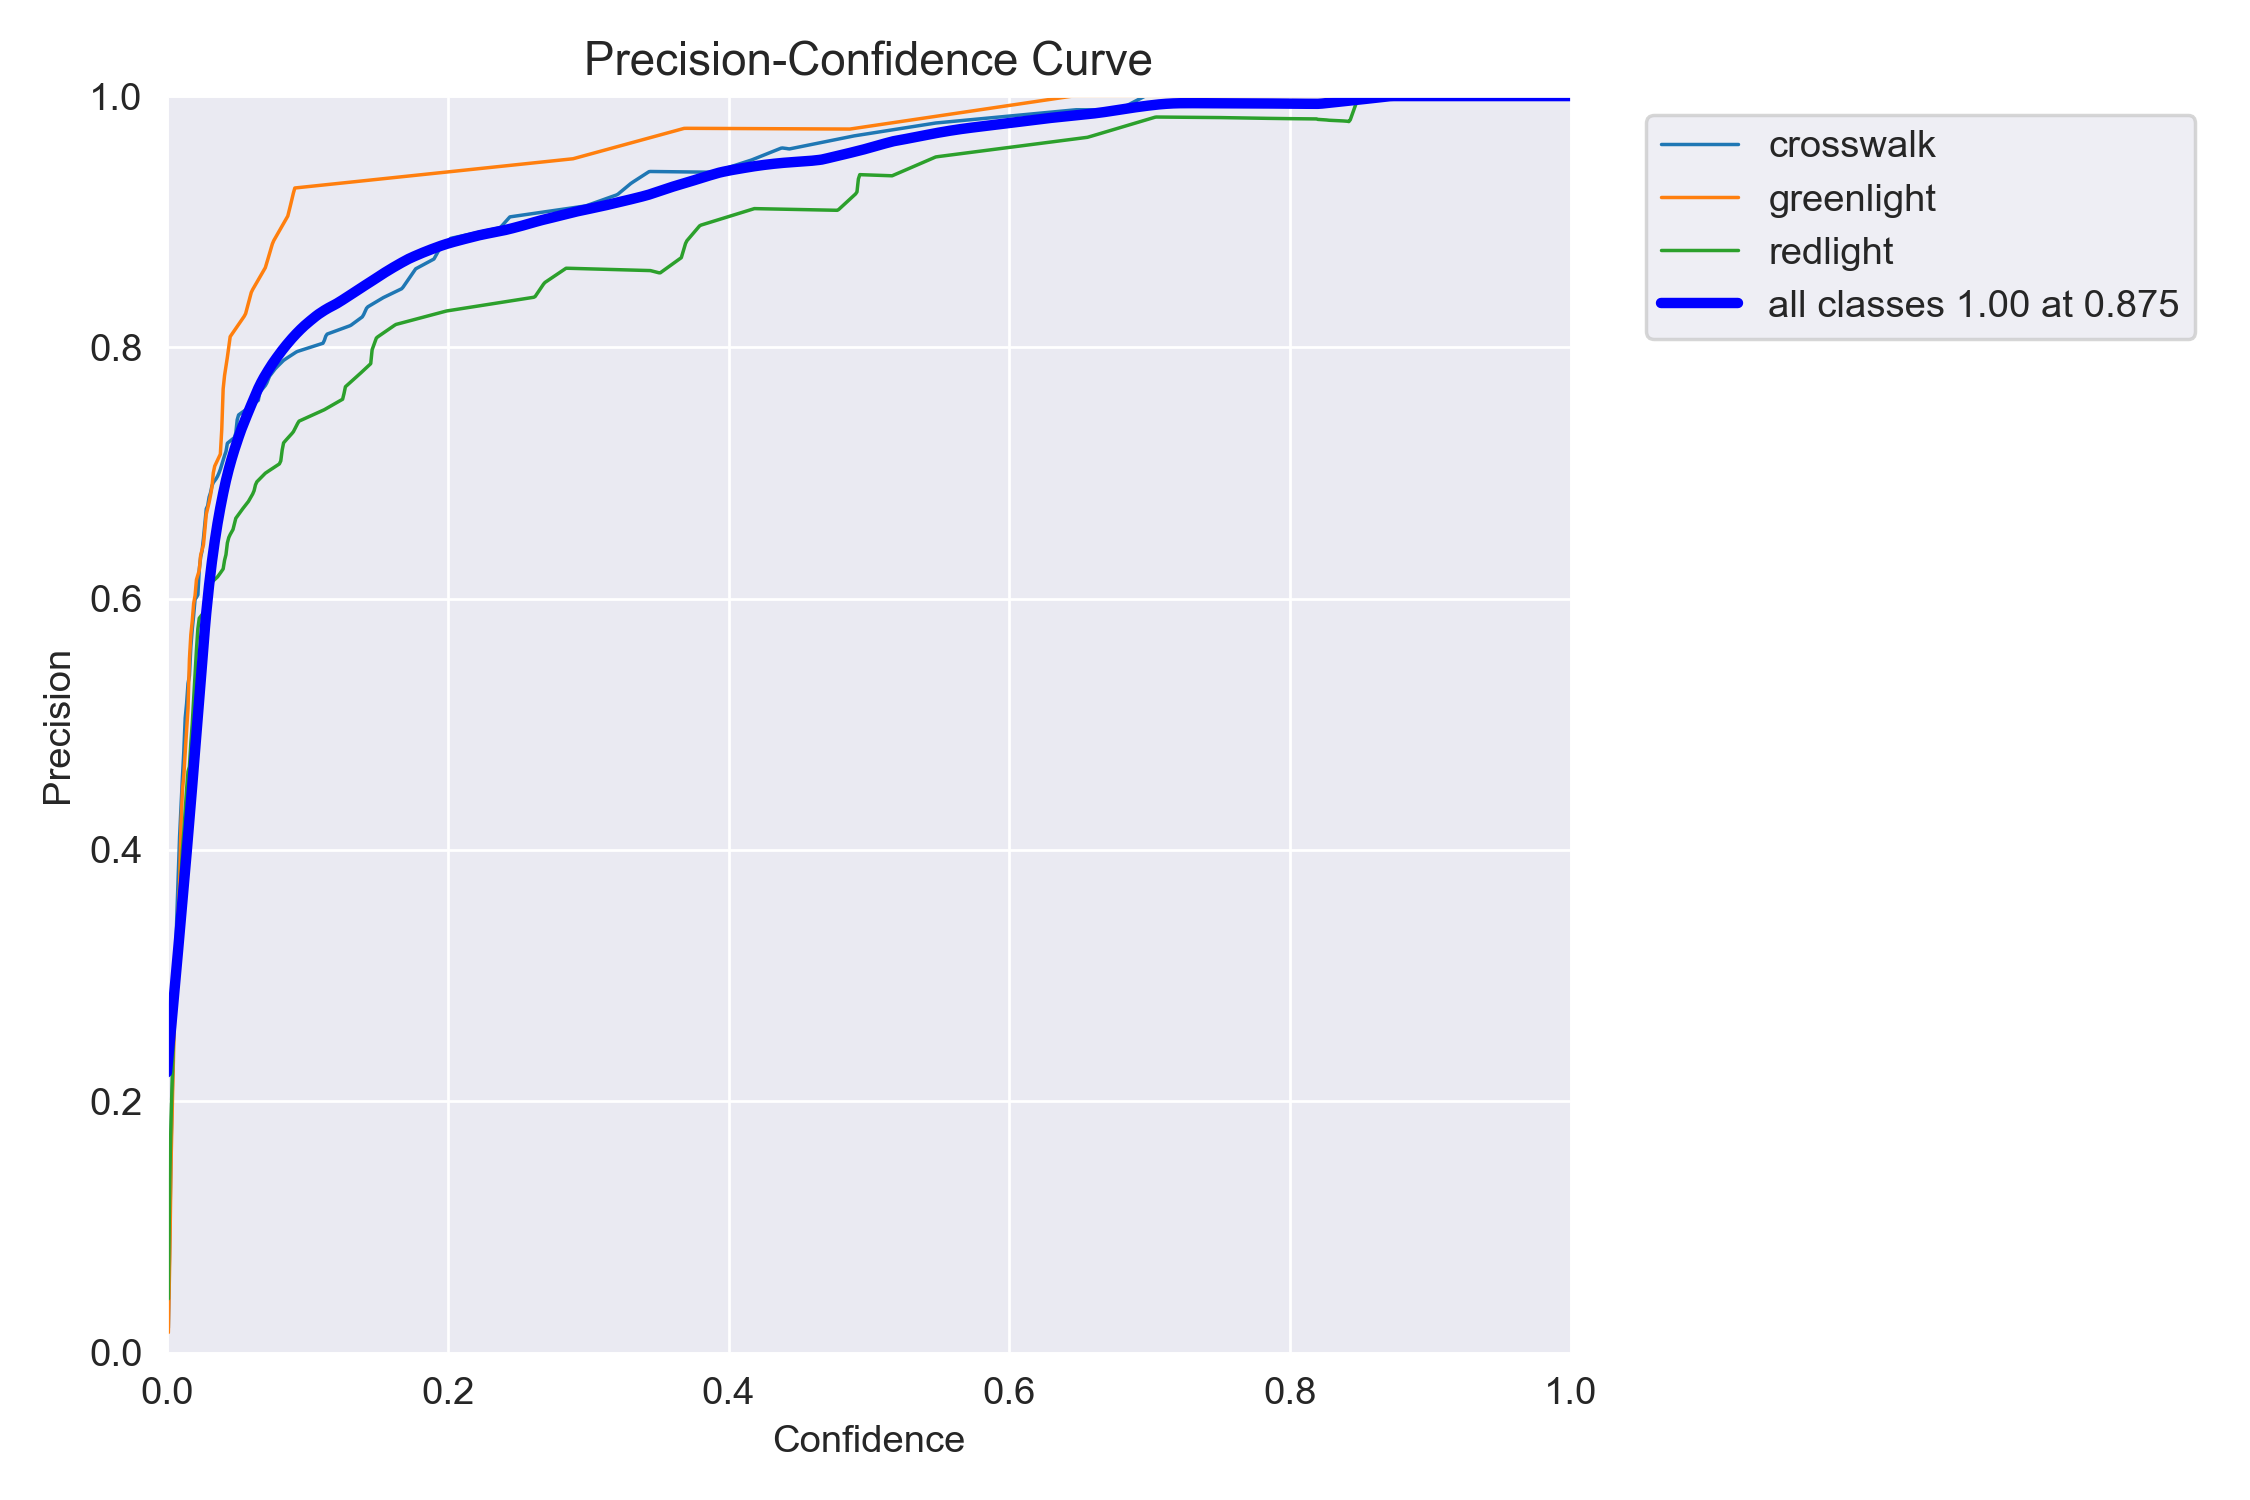 Precision-Confidence Curve
1.0
0.8
0.6
0.4
0.2
0.0
Precision
0.0 0.2 0.4 0.6 0.8 1.0
Confidence
crosswalk
greenlight
redlight
all classes 1.00 at 0.875